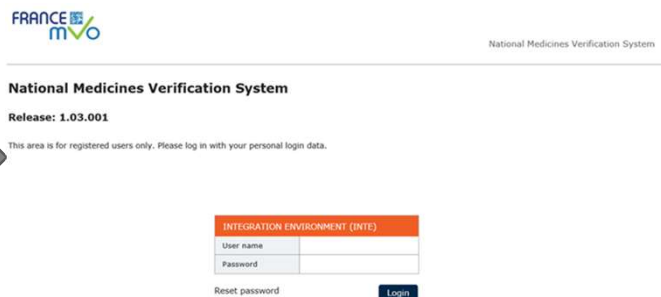 FRANCE
mvo
National Medicines Verification System
National Medicines Verification System
Release: 1.03.001
This area is for registered users only. Please log in with your personal login data.
INTEGRATION ENVIRONMENT (INTE)
User name
Password
Reset password
Login